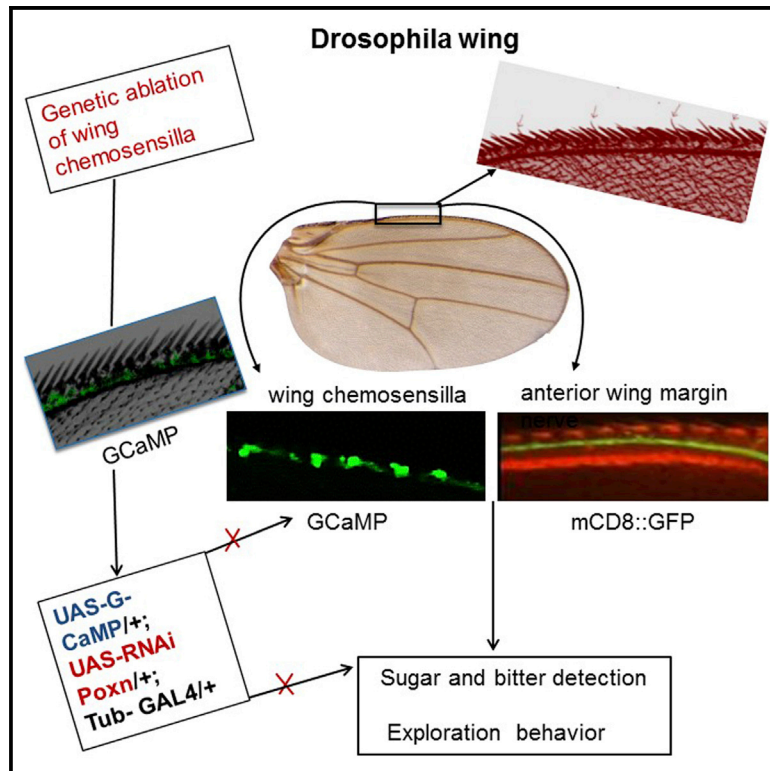 Drosophila wing
Genetic ablation
of wing
chemosensilla
GCaMP
wing chemosensilla
GCaMP
anterior wing margin
nerve
mCD8::GFP
UAS-G-
CaMP/+;
UAS-RNAi
Poxn/+;
Tub- GAL4/+
Sugar and bitter detection
Exploration behavior